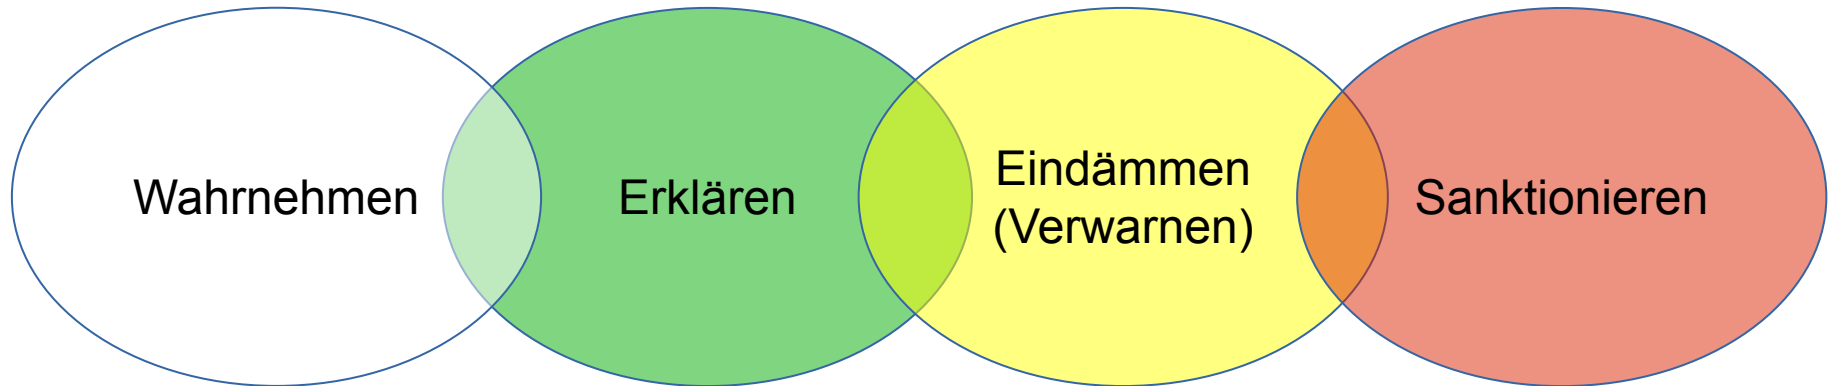 Wahrnehmen
Erklären
Eindämmen
(Verwarnen)
Sanktionieren